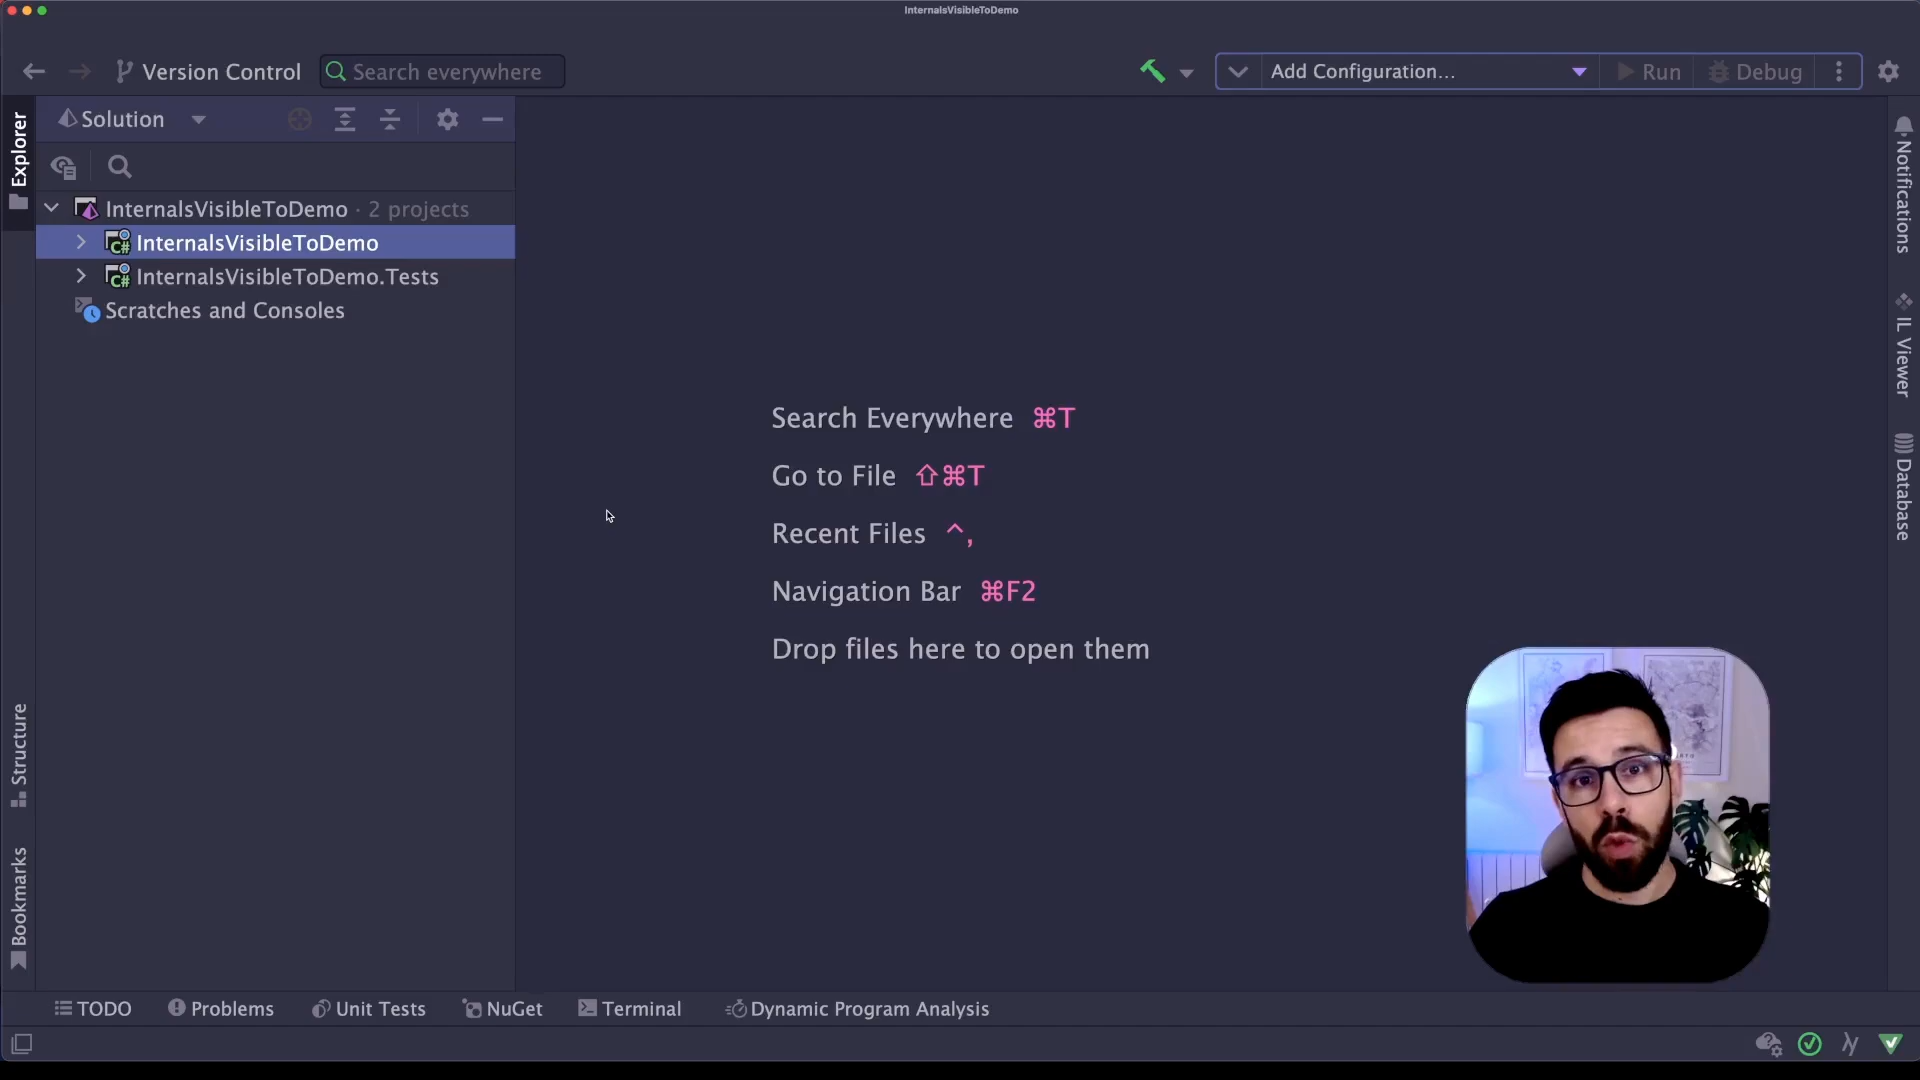 InternalsVisibleToDemo
Version Control
Search everywhere
Add Configuration...
Run
Debug
Solution
Explorer
InternalsVisibleToDemo · 2 projects
C# InternalsVisibleToDemo
C# InternalsVisibleToDemo.Tests
Scratches and Consoles
Search Everywhere ⌘T
Go to File ⇧⌘T
Recent Files ^,
Navigation Bar ⌘F2
Drop files here to open them
Notifications
IL Viewer
Database
Structure
Bookmarks
TODO
Problems
Unit Tests
NuGet
Terminal
Dynamic Program Analysis